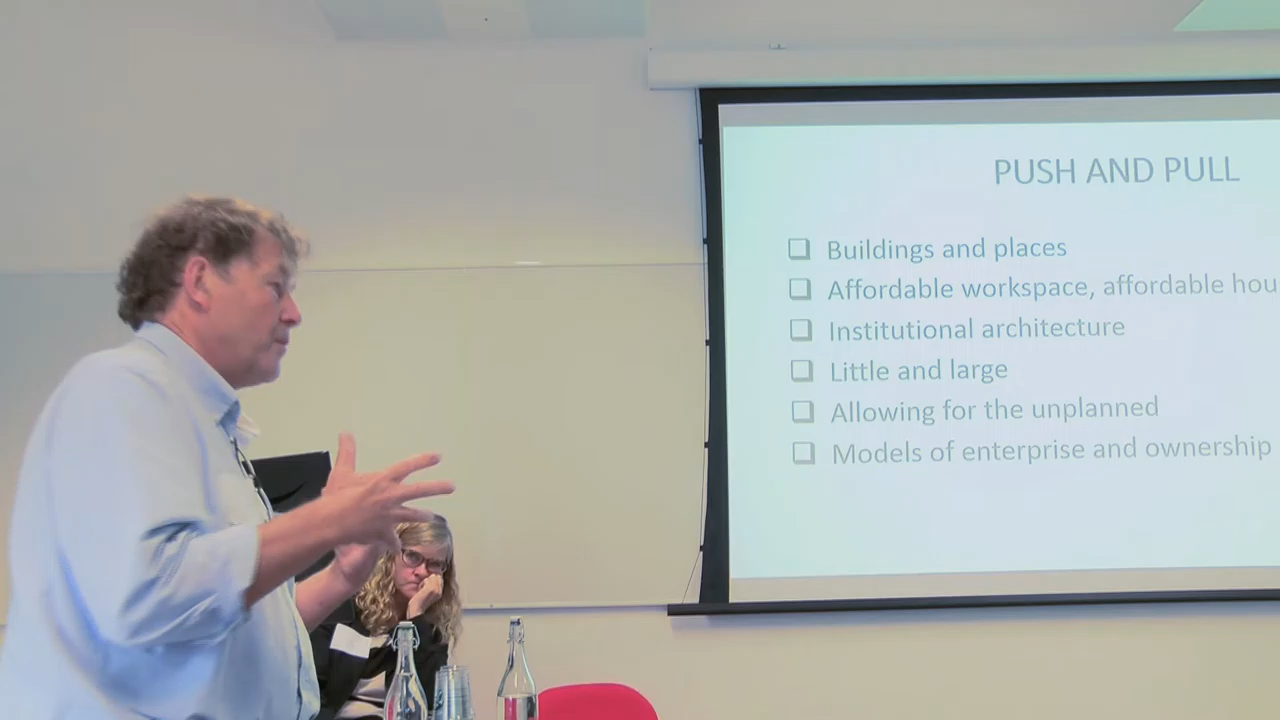 PUSH AND PULL
Buildings and places
Affordable workspace, affordable hou
Institutional architecture
Little and large
Allowing for the unplanned
Models of enterprise and ownership